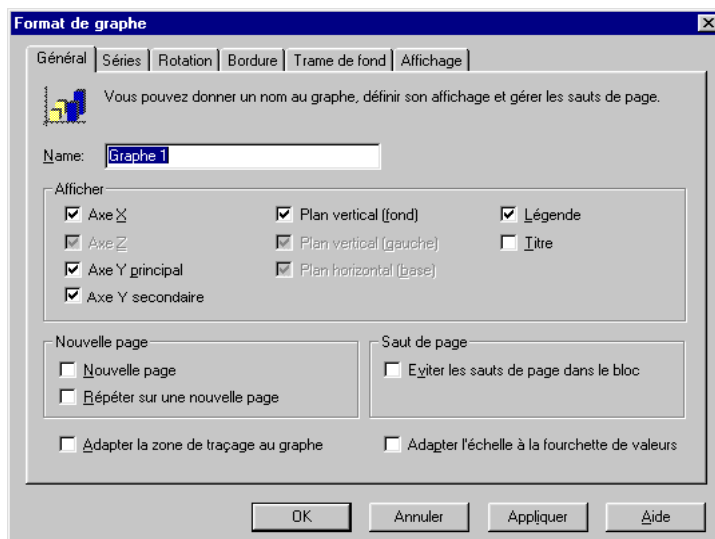 Format de graphe
Général Séries Rotation Bordure Trame de fond Affichage
Vous pouvez donner un nom au graphe, définir son affichage et gérer les sauts de page.
Name: Graphe 1
Afficher
Axe X Plan vertical (fond) Légende
Axe Z Plan vertical (gauche) Titre
Axe Y principal Plan horizontal (base)
Axe Y secondaire
Nouvelle page Saut de page
Nouvelle page Eviter les sauts de page dans le bloc
Répéter sur une nouvelle page
Adapter la zone de traçage au graphe Adapter l'échelle à la fourchette de valeurs
OK Annuler Appliquer Aide